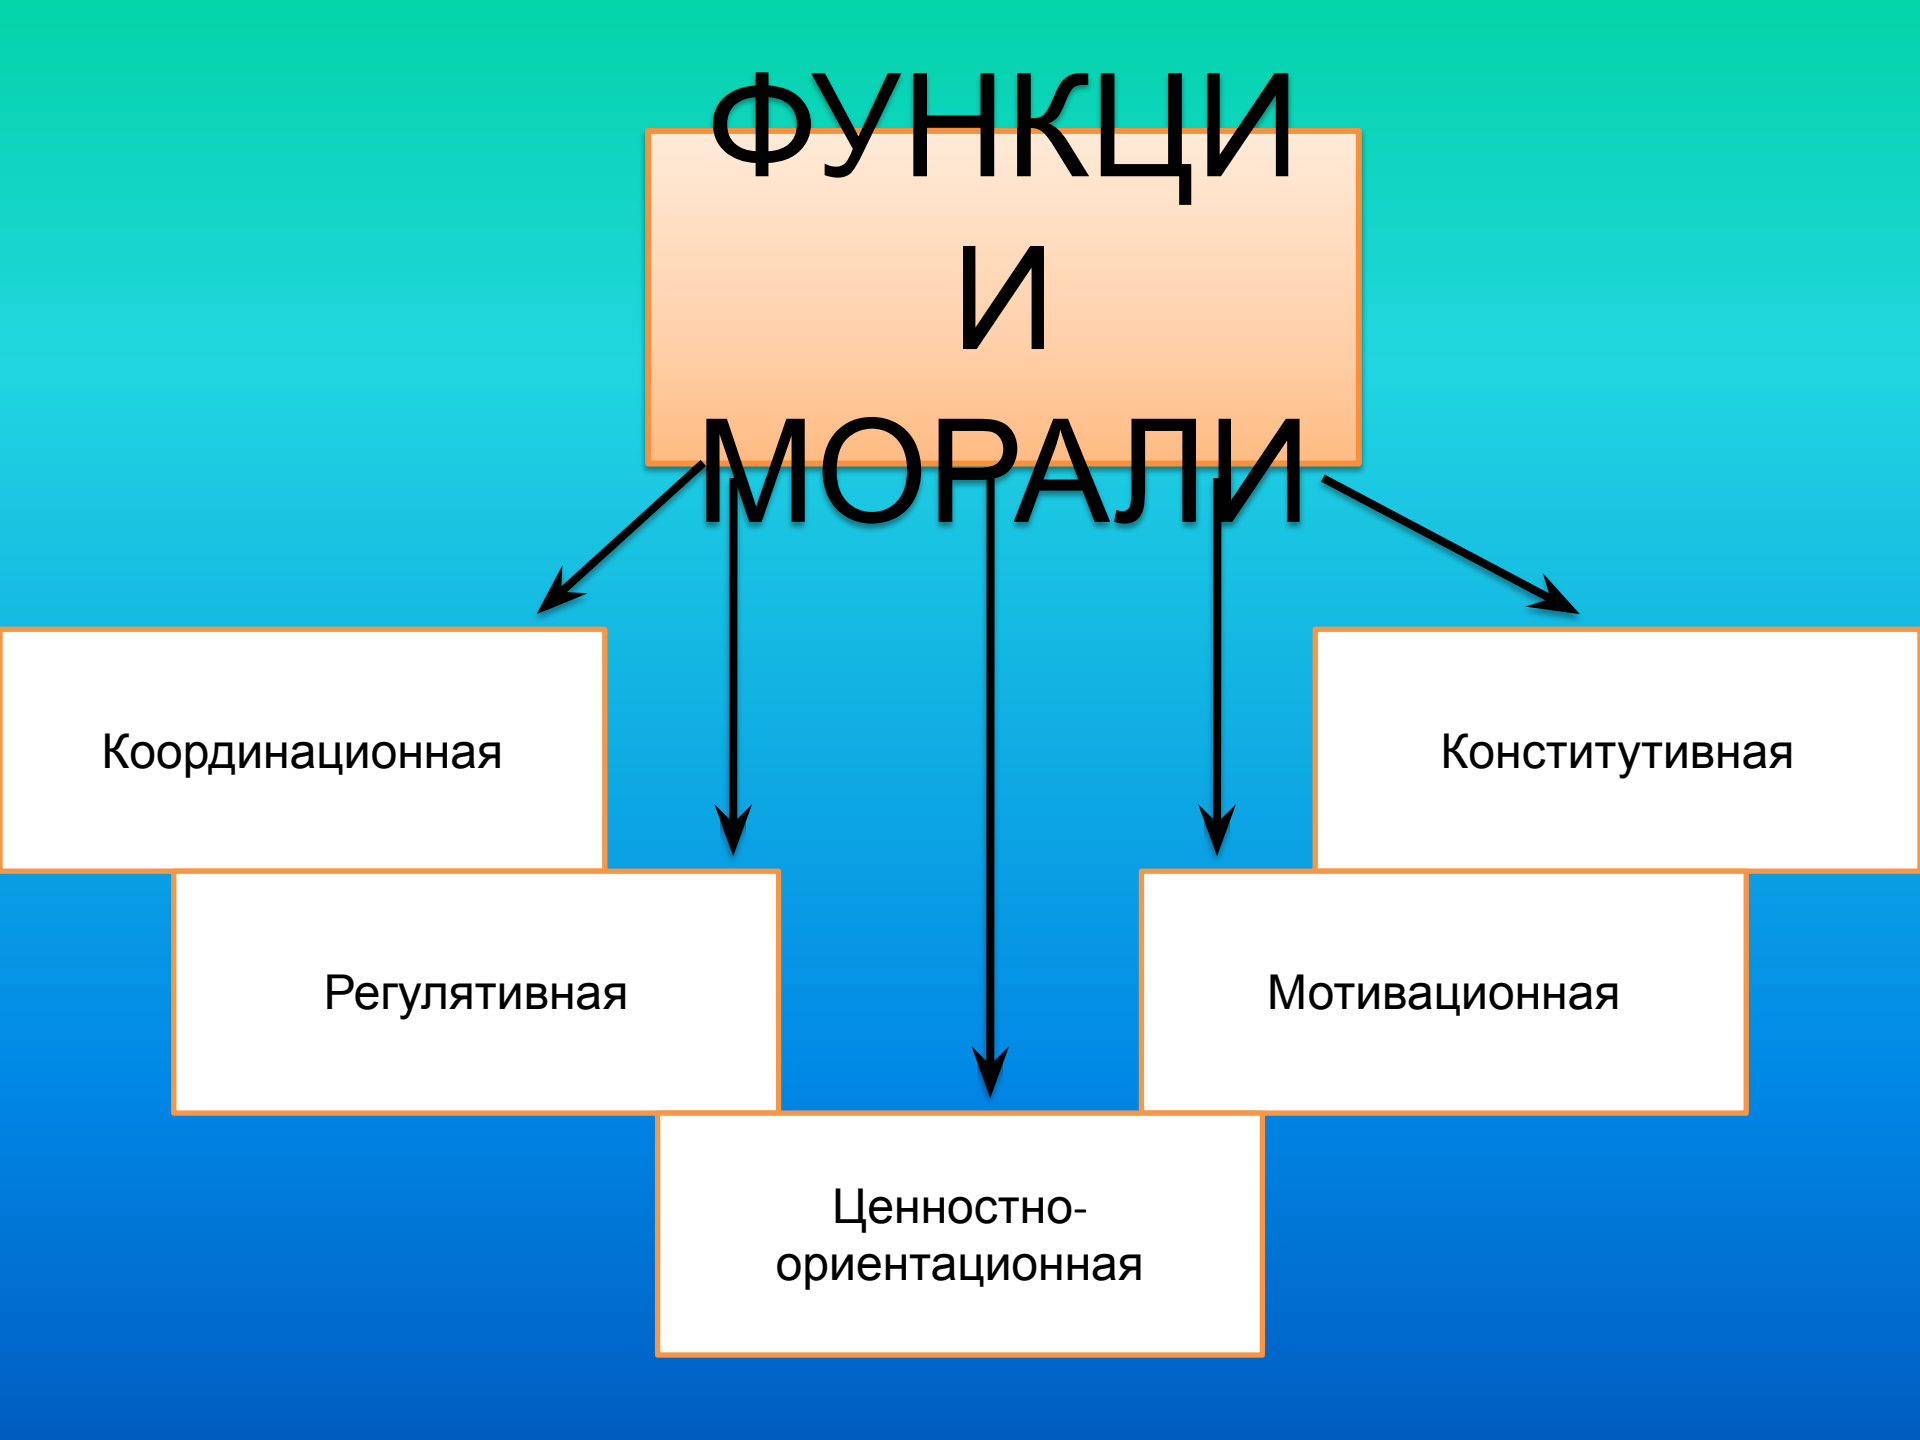 ФУНКЦИ
И
МОРАЛИ
Координационная
Конститутивная
Регулятивная
Мотивационная
Ценностно-
ориентационная